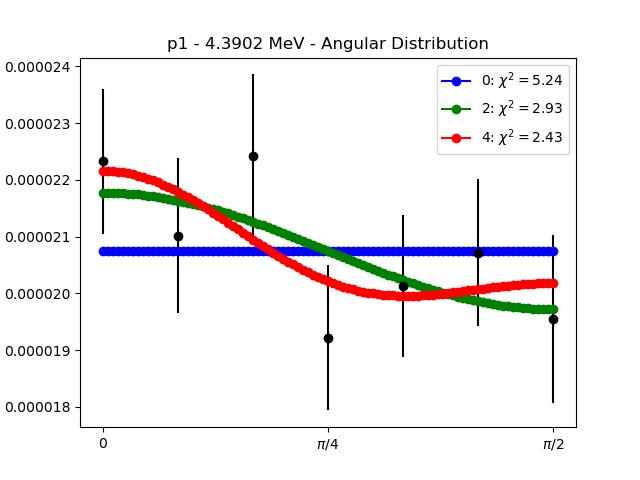 p1 - 4.3902 MeV - Angular Distribution
0.000024
0.000023
0.000022
0.000021
0.000020
0.000019
0.000018
0: χ² = 5.24
2: χ² = 2.93
4: χ² = 2.43
0
π/4
π/2